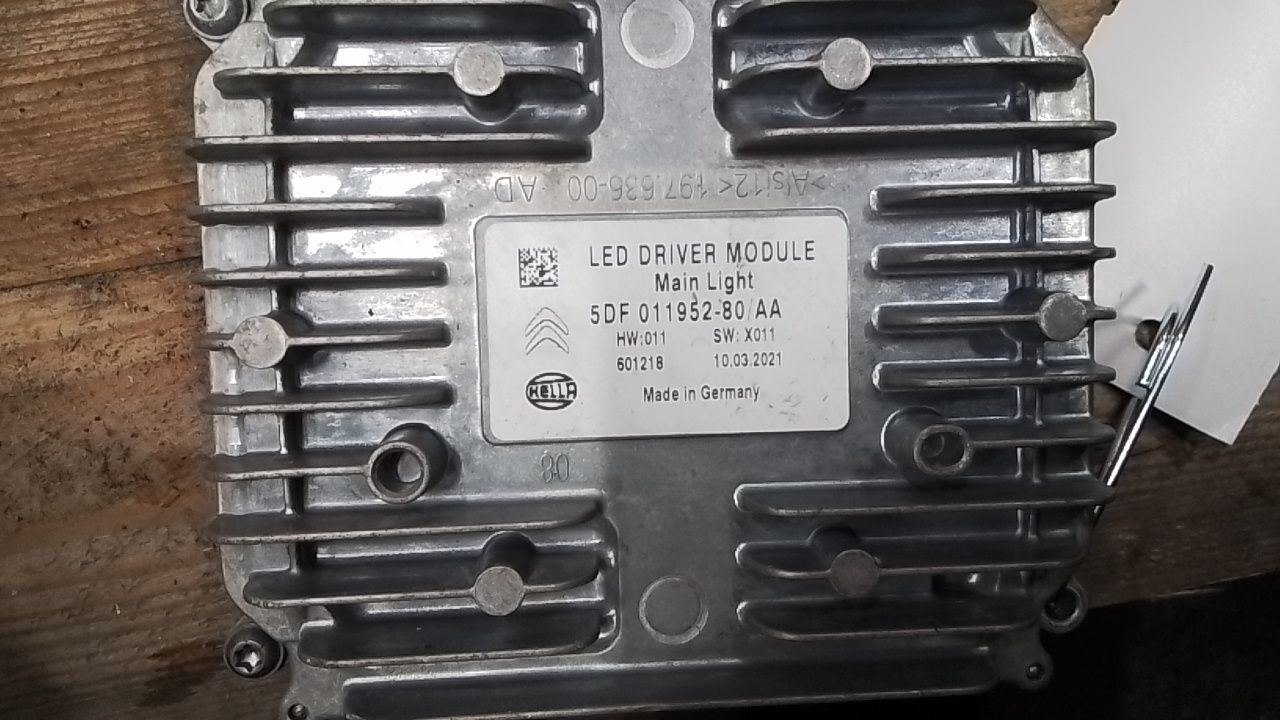 >AlSi12< 197.636-00 AD
LED DRIVER MODULE
Main Light
5DF 011952-80/AA
HW:011 SW: X011
601218 10.03.2021
HELLA
Made in Germany
08